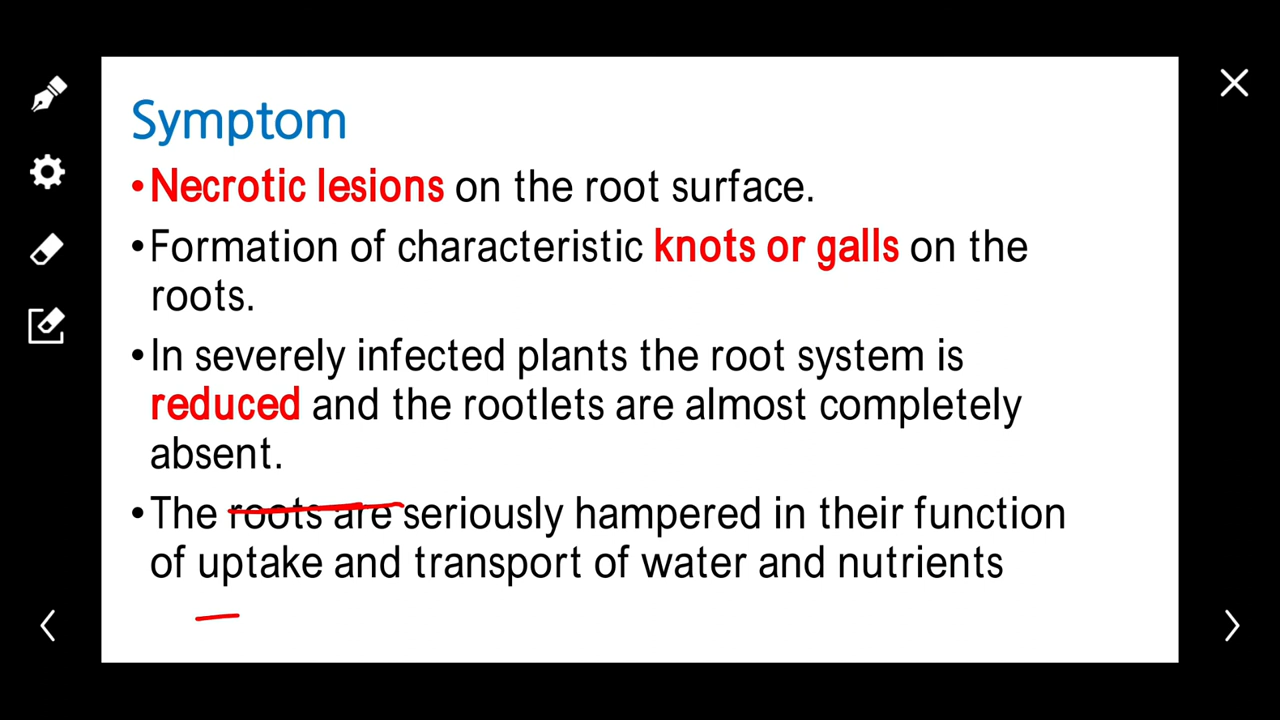 Symptom
•Necrotic lesions on the root surface.
•Formation of characteristic knots or galls on the
roots.
•In severely infected plants the root system is
reduced and the rootlets are almost completely
absent.
•The roots are seriously hampered in their function
of uptake and transport of water and nutrients